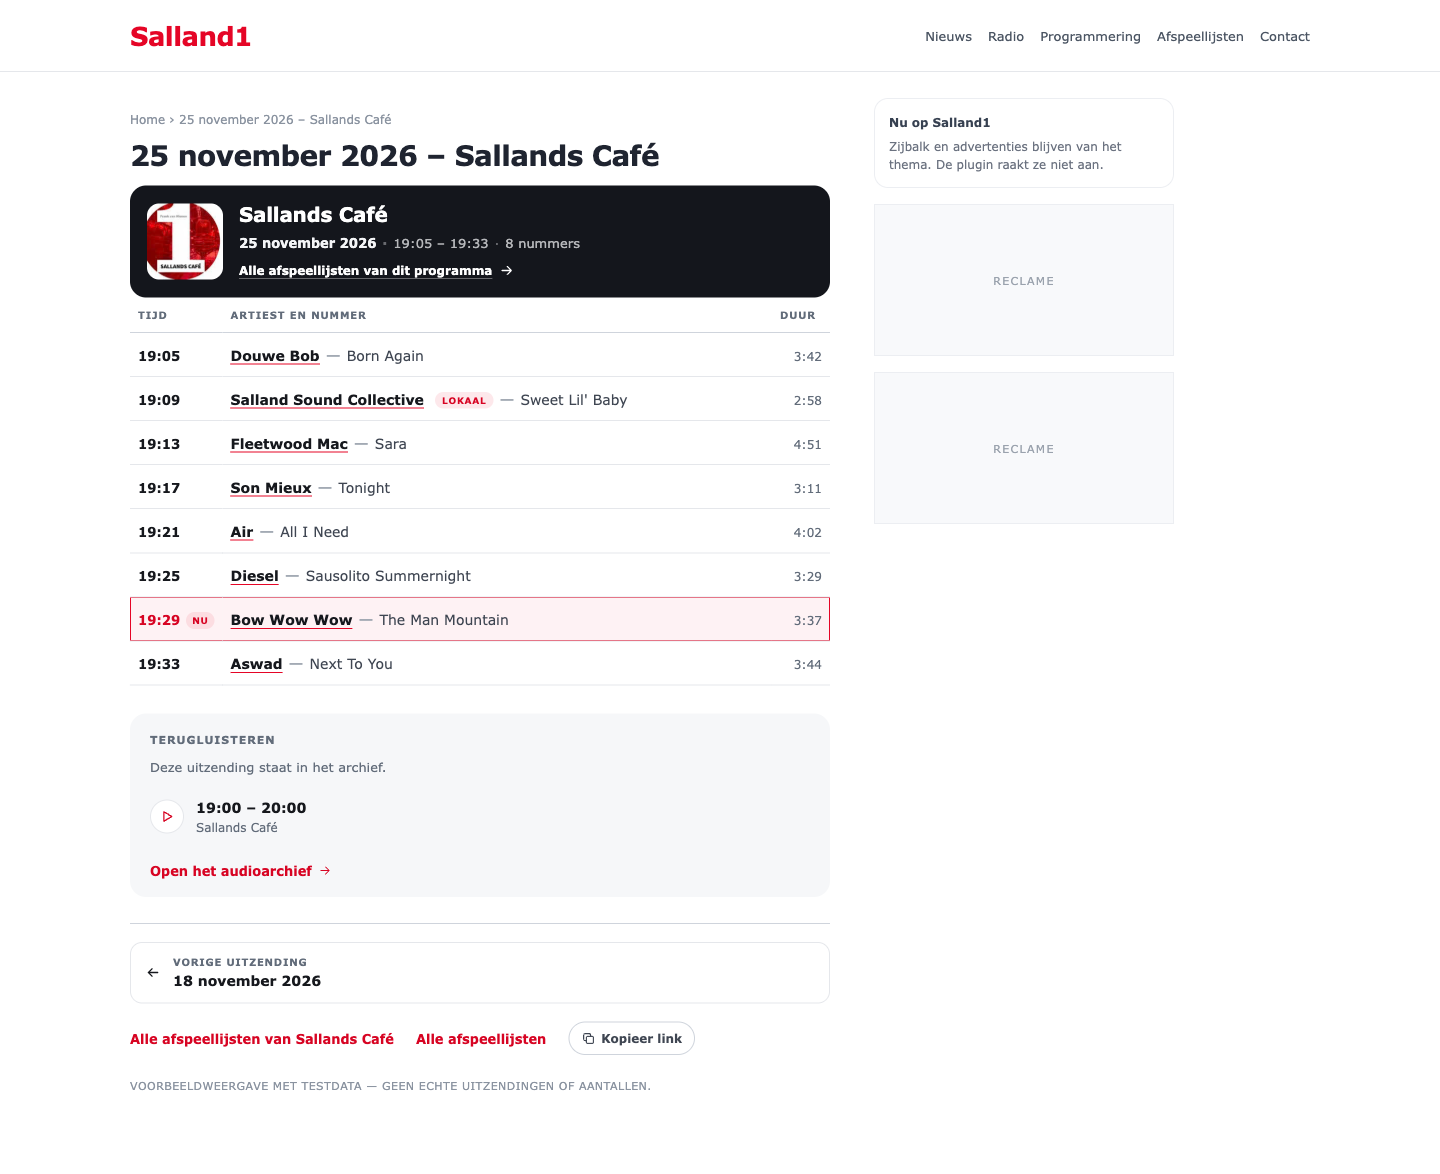 Salland1
Nieuws Radio Programmering Afspeellijsten Contact
Home › 25 november 2026 – Sallands Café
25 november 2026 – Sallands Café
1
SALLANDS CAFÉ
Sallands Café
25 november 2026 · 19:05 – 19:33 · 8 nummers
Alle afspeellijsten van dit programma →
TIJD ARTIEST EN NUMMER DUUR
19:05 Douwe Bob — Born Again 3:42
19:09 Salland Sound Collective LOKAAL — Sweet Lil' Baby 2:58
19:13 Fleetwood Mac — Sara 4:51
19:17 Son Mieux — Tonight 3:11
19:21 Air — All I Need 4:02
19:25 Diesel — Sausolito Summernight 3:29
19:29 NU Bow Wow Wow — The Man Mountain 3:37
19:33 Aswad — Next To You 3:44
TERUGLUISTEREN
Deze uitzending staat in het archief.
19:00 – 20:00
Sallands Café
Open het audioarchief →
← VORIGE UITZENDING
18 november 2026
Alle afspeellijsten van Sallands Café Alle afspeellijsten Kopieer link
VOORBEELDWEERGAVE MET TESTDATA — GEEN ECHTE UITZENDINGEN OF AANTALLEN.
Nu op Salland1
Zijbalk en advertenties blijven van het
thema. De plugin raakt ze niet aan.
RECLAME
RECLAME